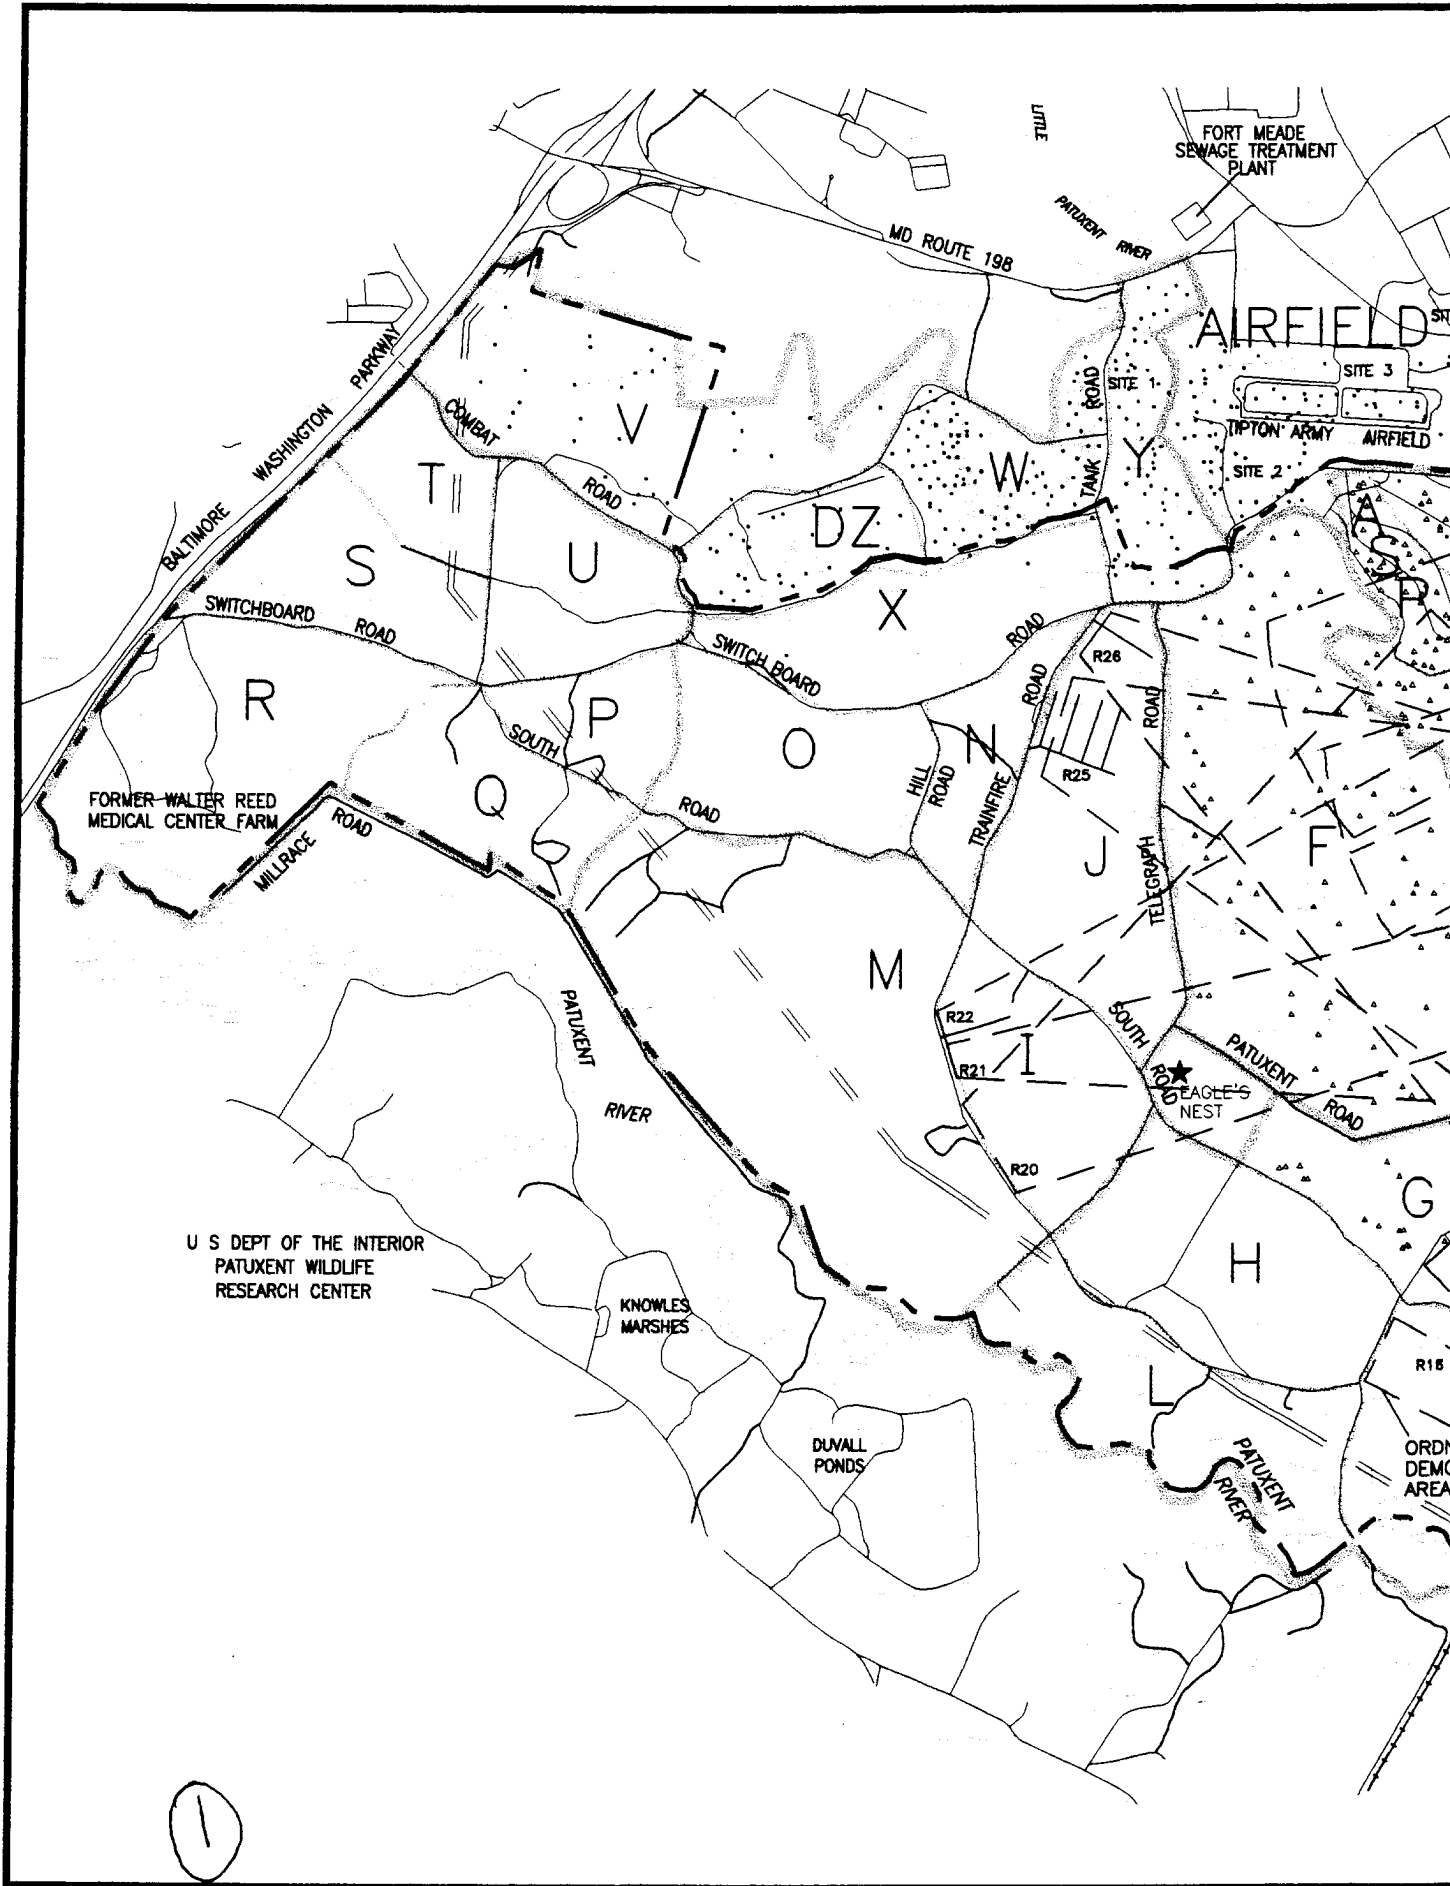 LITTLE
PATUXENT RIVER
FORT MEADE
SEWAGE TREATMENT
PLANT
MD ROUTE 198
AIRFIELD
SITE 3
SITE 1
TIPTON ARMY AIRFIELD
SITE 2
TANK ROAD
BALTIMORE WASHINGTON PARKWAY
COMBAT ROAD
V
T
W
Y
DZ
S
U
X
ASP
SWITCHBOARD ROAD
SWITCH BOARD ROAD
R26
R
P
O
N
R25
SOUTH ROAD
HILL
ROAD
TRAINFIRE ROAD
TELEGRAPH ROAD
FORMER WALTER REED
MEDICAL CENTER FARM
MILLRACE ROAD
Q
J
F
M
R22
R21
I
SOUTH ROAD
PATUXENT ROAD
EAGLE'S
NEST
PATUXENT RIVER
R20
G
H
U S DEPT OF THE INTERIOR
PATUXENT WILDLIFE
RESEARCH CENTER
KNOWLES
MARSHES
R15
L
DUVALL
PONDS
PATUXENT
RIVER
ORDN
DEMO
AREA
1